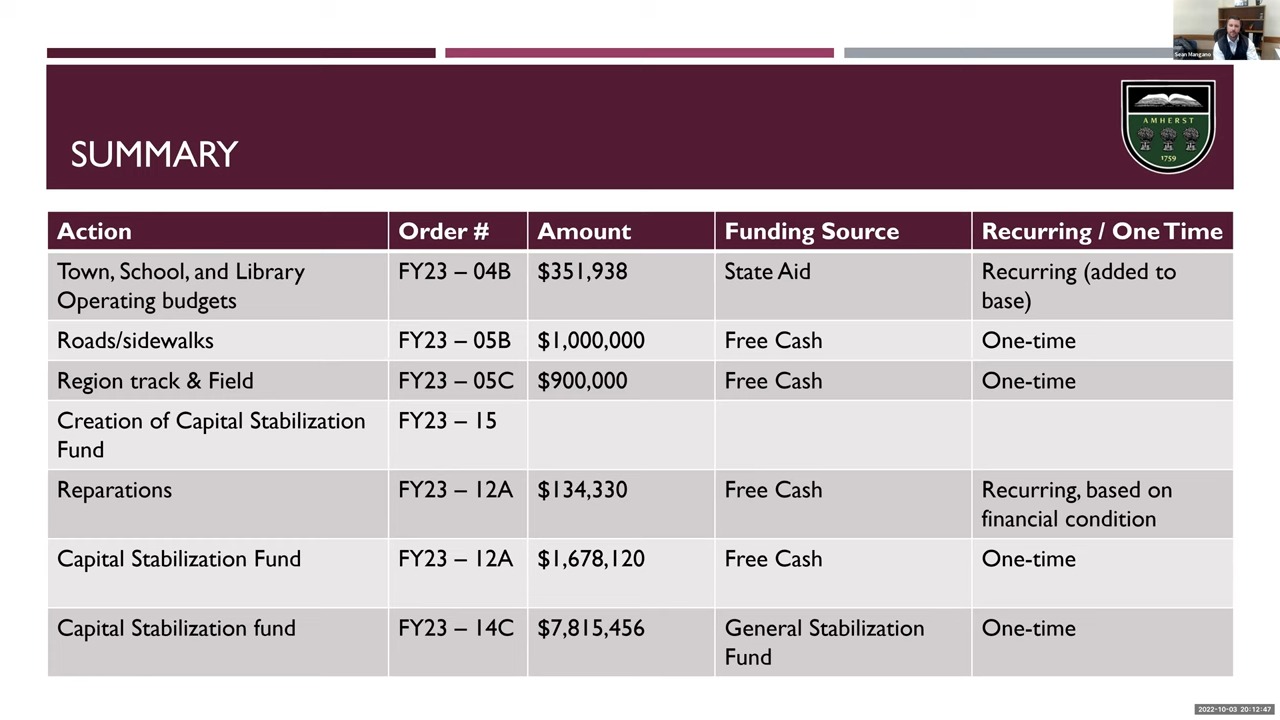 Sean Mangano
SUMMARY
AMHERST
1759
Action Order # Amount Funding Source Recurring / One Time
Town, School, and Library FY23 – 04B $351,938 State Aid Recurring (added to
Operating budgets base)
Roads/sidewalks FY23 – 05B $1,000,000 Free Cash One-time
Region track & Field FY23 – 05C $900,000 Free Cash One-time
Creation of Capital Stabilization FY23 – 15
Fund
Reparations FY23 – 12A $134,330 Free Cash Recurring, based on
financial condition
Capital Stabilization Fund FY23 – 12A $1,678,120 Free Cash One-time
Capital Stabilization fund FY23 – 14C $7,815,456 General Stabilization One-time
Fund
2022-10-03 20:12:47